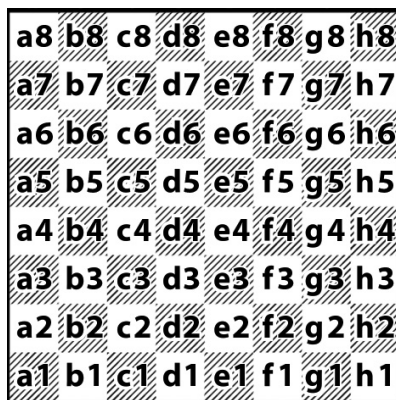 a8 b8 c8 d8 e8 f8 g8 h8
a7 b7 c7 d7 e7 f7 g7 h7
a6 b6 c6 d6 e6 f6 g6 h6
a5 b5 c5 d5 e5 f5 g5 h5
a4 b4 c4 d4 e4 f4 g4 h4
a3 b3 c3 d3 e3 f3 g3 h3
a2 b2 c2 d2 e2 f2 g2 h2
a1 b1 c1 d1 e1 f1 g1 h1